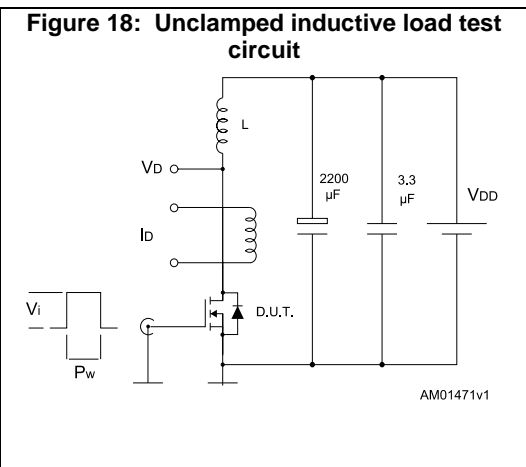 Figure 18: Unclamped inductive load test
circuit
L
VD
2200
µF
3.3
µF
VDD
ID
Vi
D.U.T.
Pw
AM01471v1